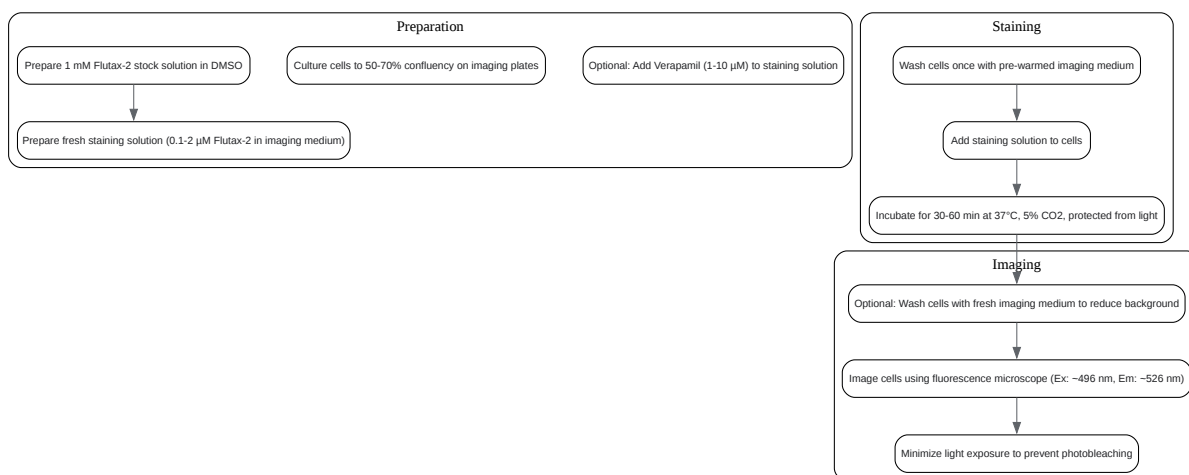 Preparation
Prepare 1 mM Flutax-2 stock solution in DMSO
Culture cells to 50-70% confluency on imaging plates
Optional: Add Verapamil (1-10 µM) to staining solution
Prepare fresh staining solution (0.1-2 µM Flutax-2 in imaging medium)
Staining
Wash cells once with pre-warmed imaging medium
Add staining solution to cells
Incubate for 30-60 min at 37°C, 5% CO2, protected from light
Imaging
Optional: Wash cells with fresh imaging medium to reduce background
Image cells using fluorescence microscope (Ex: ~496 nm, Em: ~526 nm)
Minimize light exposure to prevent photobleaching